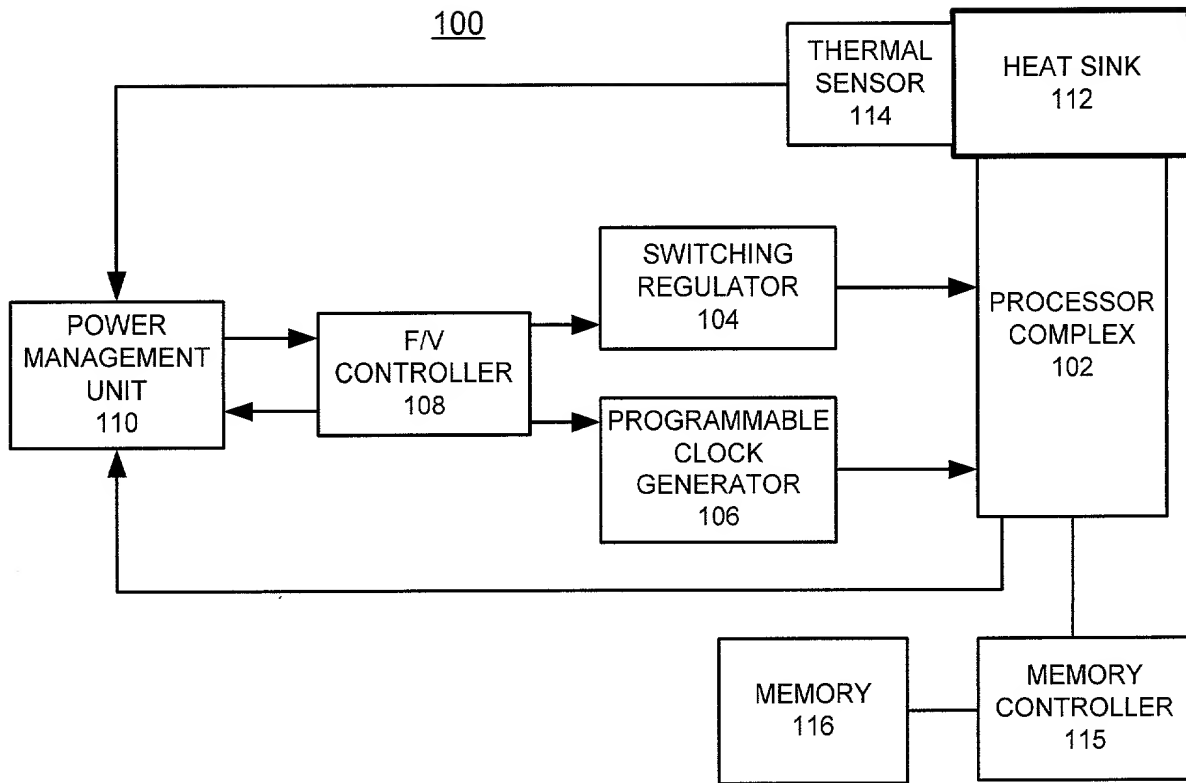 100
THERMAL
SENSOR
114
HEAT SINK
112
SWITCHING
REGULATOR
104
PROCESSOR
COMPLEX
102
POWER
MANAGEMENT
UNIT
110
F/V
CONTROLLER
108
PROGRAMMABLE
CLOCK
GENERATOR
106
MEMORY
116
MEMORY
CONTROLLER
115